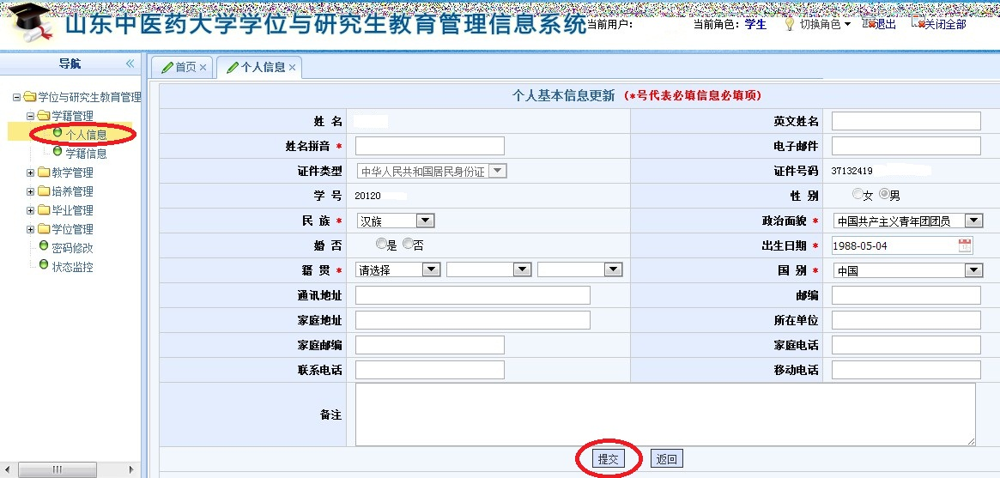 山东中医药大学学位与研究生教育管理信息系统 当前用户： 当前角色：学生 切换角色 退出 关闭全部
导航 首页 个人信息
学位与研究生教育管理
学籍管理
个人信息
学籍信息
教学管理
培养管理
毕业管理
学位管理
密码修改
状态监控
个人基本信息更新 (*号代表必填信息必填项)
姓 名 英文姓名
姓名拼音 * 电子邮件
证件类型 中华人民共和国居民身份证 证件号码 37132419
学 号 20120 性 别 女 男
民 族 * 汉族 政治面貌 * 中国共产主义青年团团员
婚 否 是 否 出生日期 * 1988-05-04
籍 贯 * 请选择 国 别 * 中国
通讯地址 邮编
家庭地址 所在单位
家庭邮编 家庭电话
联系电话 移动电话
备注
提交 返回